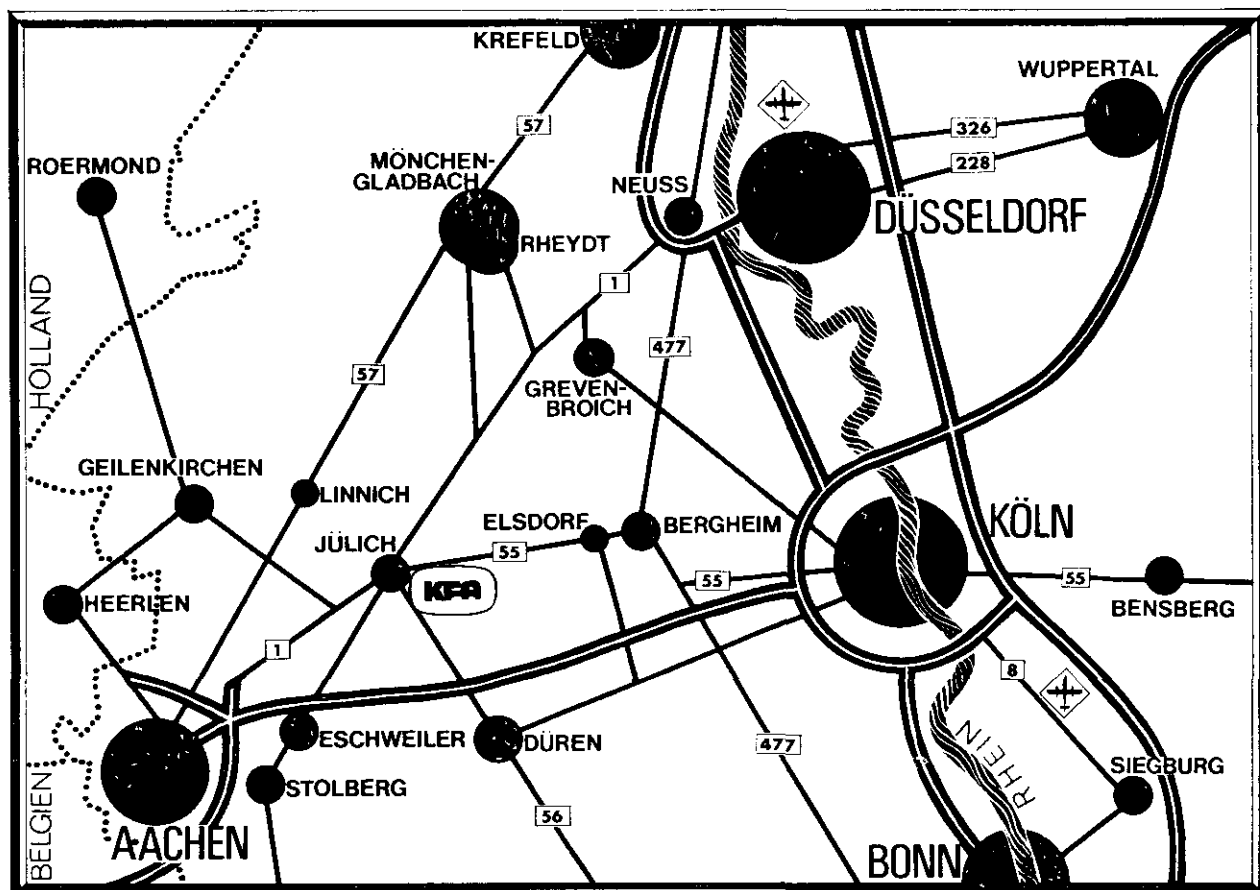 KREFELD
WUPPERTAL
57
326
ROERMOND
MÖNCHEN-
GLADBACH
228
NEUSS
DÜSSELDORF
RHEYDT
1
HOLLAND
477
57
GREVEN-
BROICH
GEILENKIRCHEN
LINNICH
ELSDORF
BERGHEIM
KÖLN
JÜLICH
55
55
55
KFA
HEERLEN
BENSBERG
1
8
ESCHWEILER
DÜREN
477
RHEIN
SIEGBURG
STOLBERG
56
AACHEN
BELGIEN
BONN